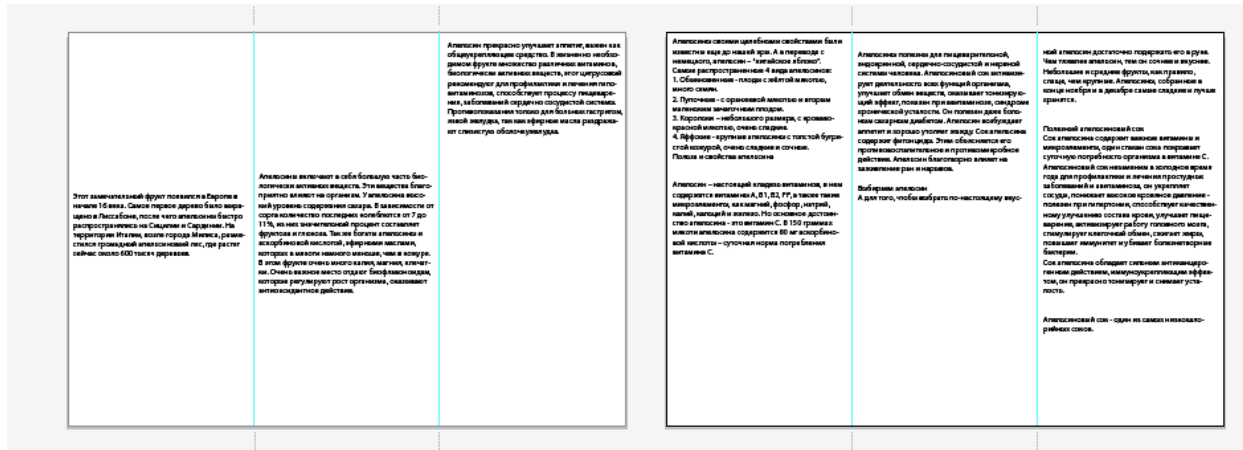 Этот замечательный фрукт появился в Европе в
начале 16 века. Самое первое дерево было выра-
щено в Лиссабоне, после чего апельсины быстро
распространились на Сицилии и Сардинии. На
территории Италии, возле города Милиса, разме-
стился громадный апельсиновый лес, где растет
сейчас около 600 тысяч деревьев.
Апельсины включают в себя большую часть био-
логически активных веществ. Эти вещества благо-
приятно влияют на организм. У апельсина высо-
кий уровень содержания сахара. В зависимости от
сорта количество последних колеблются от 7 до
11%, из них значительной процент составляет
фруктоза и глюкоза. Так же богаты апельсины и
аскорбиновой кислотой, эфирными маслами,
которых в мякоти намного меньше, чем в кожуре.
В этом фрукте очень много калия, магния, клетчат-
ки. Очень важное место отдают биофлавоноидам,
которые регулируют рост организма, оказывают
антиоксидантное действие.
Апельсин прекрасно улучшает аппетит, важен как
общеукрепляющее средство. В жизненно необхо-
димом фрукте множество различных витаминов,
биологически активных веществ, этот цитрусовый
рекомендуют для профилактики и лечения гипо-
витаминозов, способствует процессу пищеваре-
ния, заболеваний сердечно сосудистой системы.
Противопоказания только для больных гастритом,
язвой желудка, так как эфирные масла раздража-
ют слизистую оболочку желудка.
Апельсины своими целебными свойствами были
известны еще до нашей эры. А в переводе с
немецкого, апельсин – "китайское яблоко".
Самые распространенные 4 вида апельсинов:
1. Обыкновенные - плоды с жёлтой мякотью,
много семян.
2. Пупочные - с оранжевой мякотью и вторым
маленьким зачаточным плодом.
3. Корольки – небольшого размера, с кроваво-
красной мякотью, очень сладкие.
4. Яффские - крупные апельсины с толстой бугри-
стой кожурой, очень сладкие и сочные.
Польза и свойства апельсина
Апельсин – настоящий кладезь витаминов, в нем
содержатся витамины А, В1, В2, РР, а также такие
микроэлементы, как магний, фосфор, натрий,
калий, кальций и железо. Но основное достоин-
ство апельсина - это витамин С. В 150 граммах
мякоти апельсина содержится 80 мг аскорбино-
вой кислоты – суточная норма потребления
витамина С.
Апельсины полезны для пищеварительной,
эндокринной, сердечно-сосудистой и нервной
системы человека. Апельсиновый сок активизи-
рует деятельность всех функций организма,
улучшает обмен веществ, оказывает тонизирую-
щий эффект, показан при авитаминозе, синдроме
хронической усталости. Он полезен даже боль-
ным сахарным диабетом. Апельсин возбуждает
аппетит и хорошо утоляет жажду. Сок апельсина
содержит фитонциды. Этим объясняется его
противовоспалительное и противомикробное
действие. Апельсин благотворно влияет на
заживление ран и нарывов.
Выбираем апельсин
А для того, чтобы выбрать по-настоящему вкус-
ный апельсин достаточно подержать его в руке.
Чем тяжелее апельсин, тем он сочнее и вкуснее.
Небольшие и средние фрукты, как правило,
слаще, чем крупные. Апельсины, собранные в
конце ноября и в декабре самые сладкие и лучше
хранятся.
Полезный апельсиновый сок
Сок апельсина содержит важные витамины и
микроэлементы, один стакан сока покрывает
суточную потребность организма в витамине С.
Апельсиновый сок незаменим в холодное время
года для профилактики и лечения простудных
заболеваний и авитаминоза, он укрепляет
сосуды, понижает высокое кровяное давление -
полезен при гипертонии, способствует качествен-
ному улучшению состава крови, улучшает пище-
варение, активизирует работу головного мозга,
стимулирует клеточный обмен, сжигает жиры,
повышает иммунитет и убивает болезнетворные
бактерии.
Сок апельсина обладает сильным антиканцеро-
генным действием, иммуноукрепляющим эффек-
том, он прекрасно тонизирует и снимает уста-
лость.
Апельсиновый сок - один из самых низкокало-
рийных соков.